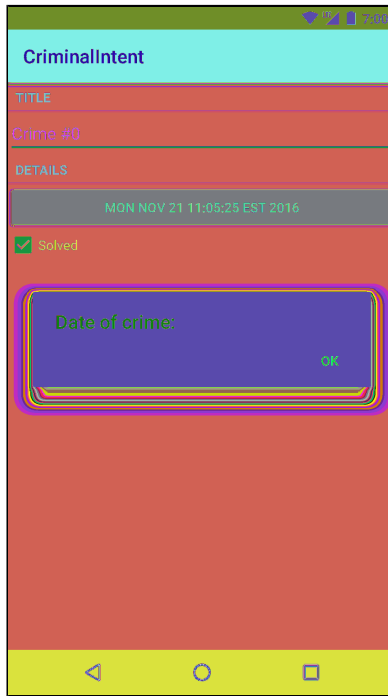 7:00
CriminalIntent
TITLE
Crime #0
DETAILS
MON NOV 21 11:05:25 EST 2016
Solved
Date of crime:
OK